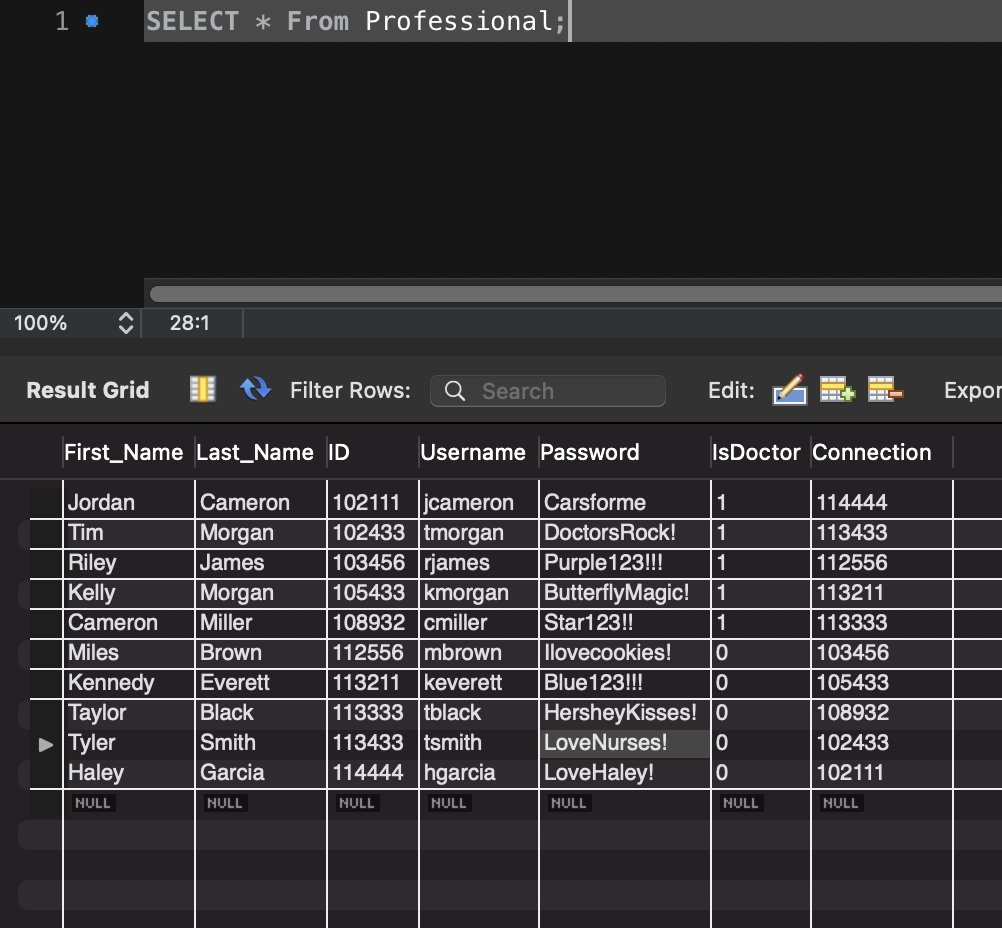 1 SELECT * From Professional;
100% 28:1
Result Grid Filter Rows: Search Edit: Expor
First_Name Last_Name ID Username Password IsDoctor Connection
Jordan Cameron 102111 jcameron Carsforme 1 114444
Tim Morgan 102433 tmorgan DoctorsRock! 1 113433
Riley James 103456 rjames Purple123!!! 1 112556
Kelly Morgan 105433 kmorgan ButterflyMagic! 1 113211
Cameron Miller 108932 cmiller Star123!! 1 113333
Miles Brown 112556 mbrown Ilovecookies! 0 103456
Kennedy Everett 113211 keverett Blue123!!! 0 105433
Taylor Black 113333 tblack HersheyKisses! 0 108932
Tyler Smith 113433 tsmith LoveNurses! 0 102433
Haley Garcia 114444 hgarcia LoveHaley! 0 102111
NULL NULL NULL NULL NULL NULL NULL